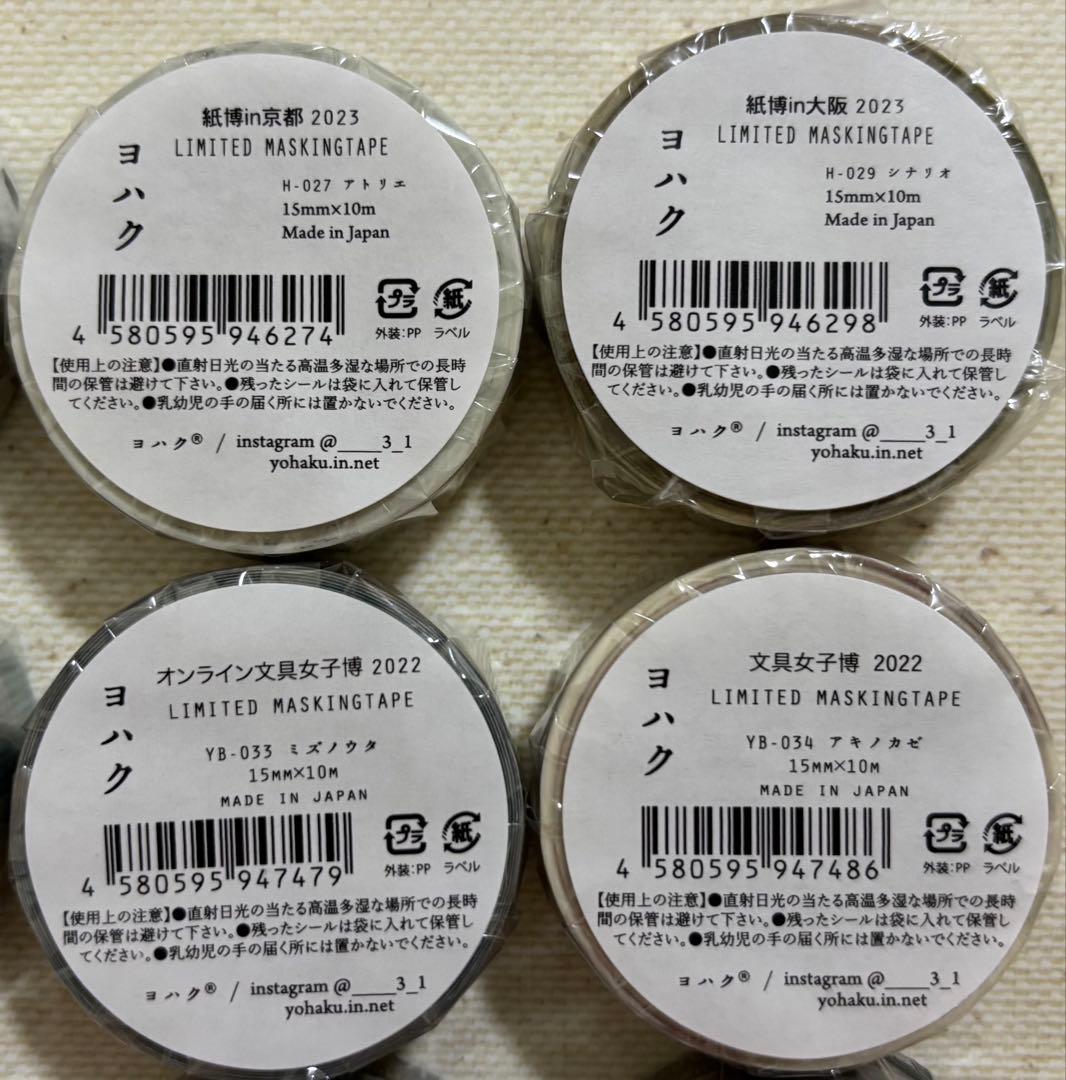 紙博in京都 2023
LIMITED MASKINGTAPE
ヨハク
H-027 アトリエ
15mm×10m
Made in Japan
4 580595 946274
プラ 紙
外装:PP ラベル
【使用上の注意】●直射日光の当たる高温多湿な場所での長時
間の保管は避けて下さい。●残ったシールは袋に入れて保管し
てください。●乳幼児の手の届く所には置かないでください。
ヨハク® / instagram @____3_1
yohaku.in.net
紙博in大阪 2023
LIMITED MASKINGTAPE
ヨハク
H-029 シナリオ
15mm×10m
Made in Japan
4 580595 946298
プラ 紙
外装:PP ラベル
【使用上の注意】●直射日光の当たる高温多湿な場所での長時
間の保管は避けて下さい。●残ったシールは袋に入れて保管し
てください。●乳幼児の手の届く所には置かないでください。
ヨハク® / instagram @____3_1
yohaku.in.net
オンライン文具女子博 2022
LIMITED MASKINGTAPE
ヨハク
YB-033 ミズノウタ
15MM×10M
MADE IN JAPAN
4 580595 947479
プラ 紙
外装:PP ラベル
【使用上の注意】●直射日光の当たる高温多湿な場所での長時
間の保管は避けて下さい。●残ったシールは袋に入れて保管し
てください。●乳幼児の手の届く所には置かないでください。
ヨハク® / instagram @____3_1
yohaku.in.net
文具女子博 2022
LIMITED MASKINGTAPE
ヨハク
YB-034 アキノカゼ
15MM×10M
MADE IN JAPAN
4 580595 947486
プラ 紙
外装:PP ラベル
【使用上の注意】●直射日光の当たる高温多湿な場所での長時
間の保管は避けて下さい。●残ったシールは袋に入れて保管し
てください。●乳幼児の手の届く所には置かないでください。
ヨハク® / instagram @____3_1
yohaku.in.net